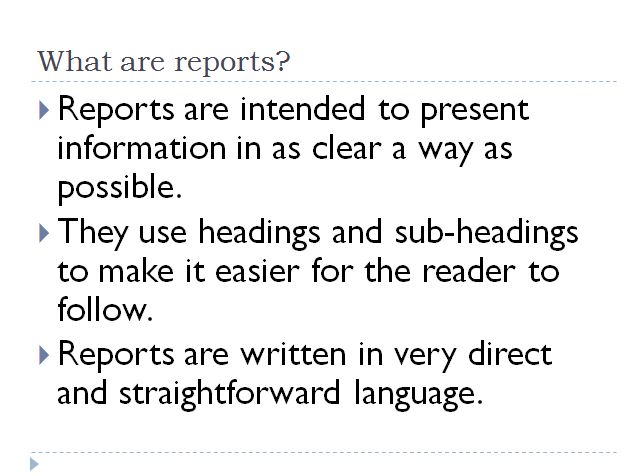 What are reports?
Reports are intended to present
information in as clear a way as
possible.
They use headings and sub-headings
to make it easier for the reader to
follow.
Reports are written in very direct
and straightforward language.